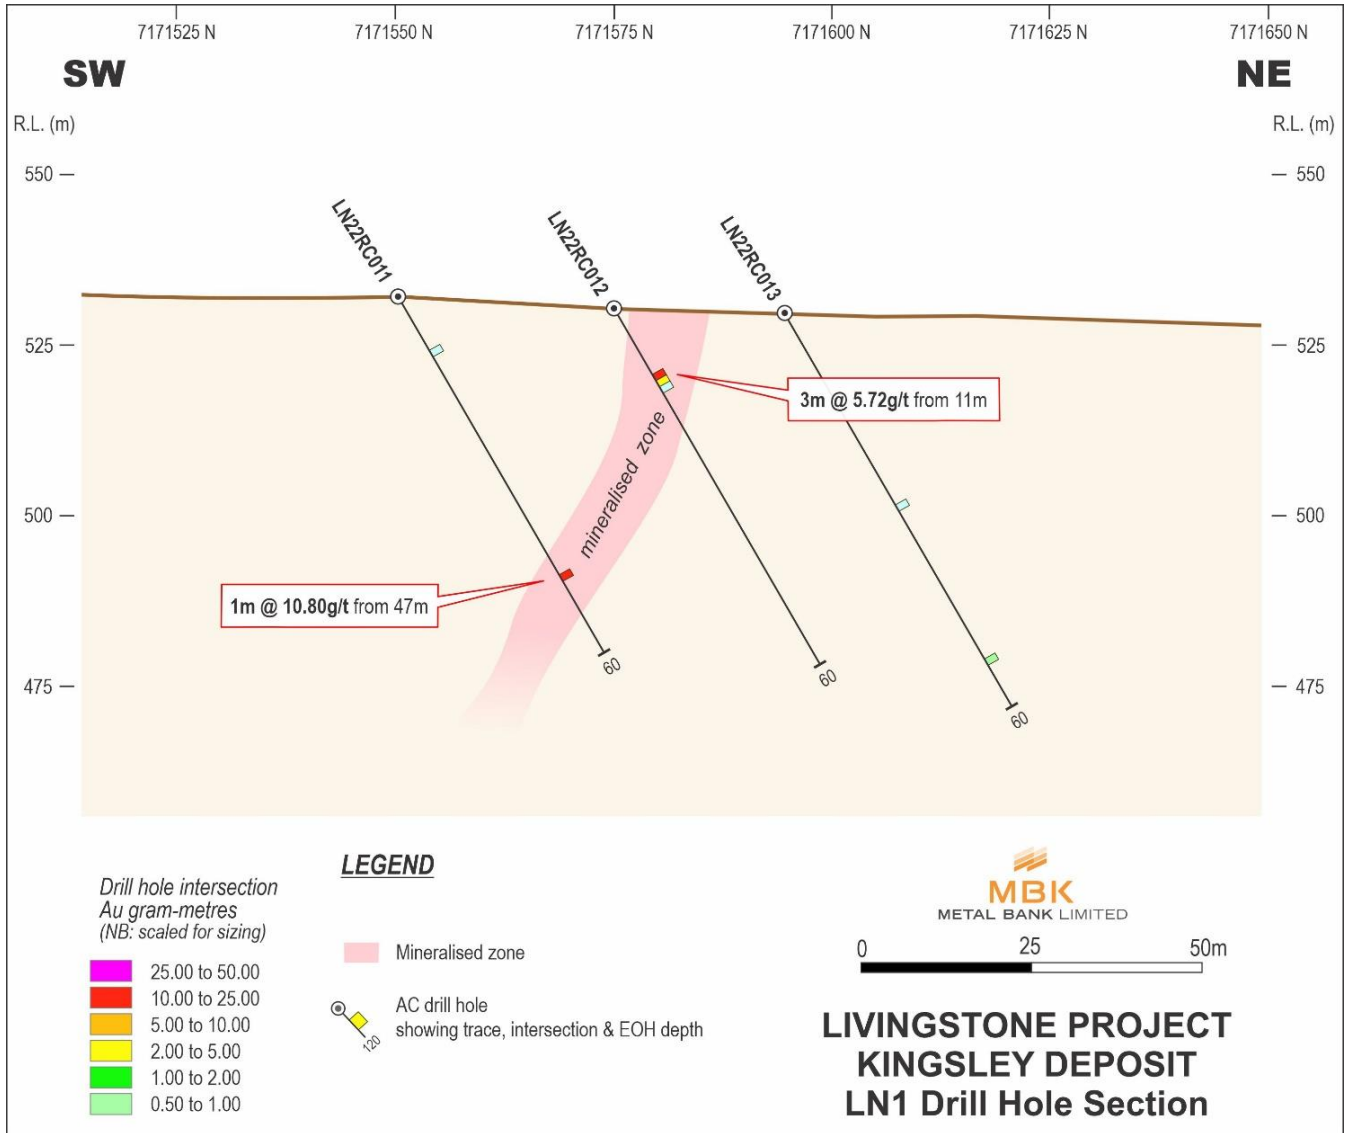 7171525 N 7171550 N 7171575 N 7171600 N 7171625 N 7171650 N
SW NE
R.L. (m) R.L. (m)
550 550
LN22RC011 LN22RC012 LN22RC013
525 525
3m @ 5.72g/t from 11m
mineralised zone
500 500
1m @ 10.80g/t from 47m
60 60 60
475 475
LEGEND
Drill hole intersection
Au gram-metres
(NB: scaled for sizing)
25.00 to 50.00
10.00 to 25.00
5.00 to 10.00
2.00 to 5.00
1.00 to 2.00
0.50 to 1.00
Mineralised zone
AC drill hole
showing trace, intersection & EOH depth
120
MBK
METAL BANK LIMITED
0 25 50m
LIVINGSTONE PROJECT
KINGSLEY DEPOSIT
LN1 Drill Hole Section